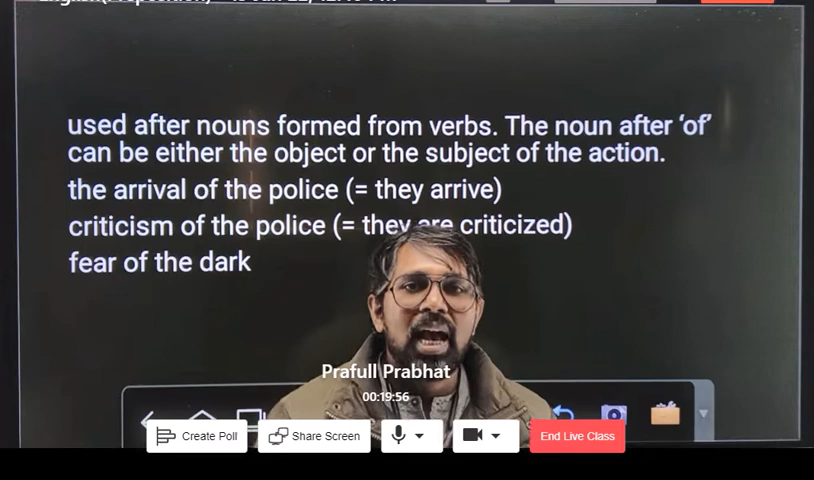 used after nouns formed from verbs. The noun after ‘of’
can be either the object or the subject of the action.
the arrival of the police (= they arrive)
criticism of the police (= they are criticized)
fear of the dark
Prafull Prabhat
00:19:56
Create Poll
Share Screen
End Live Class